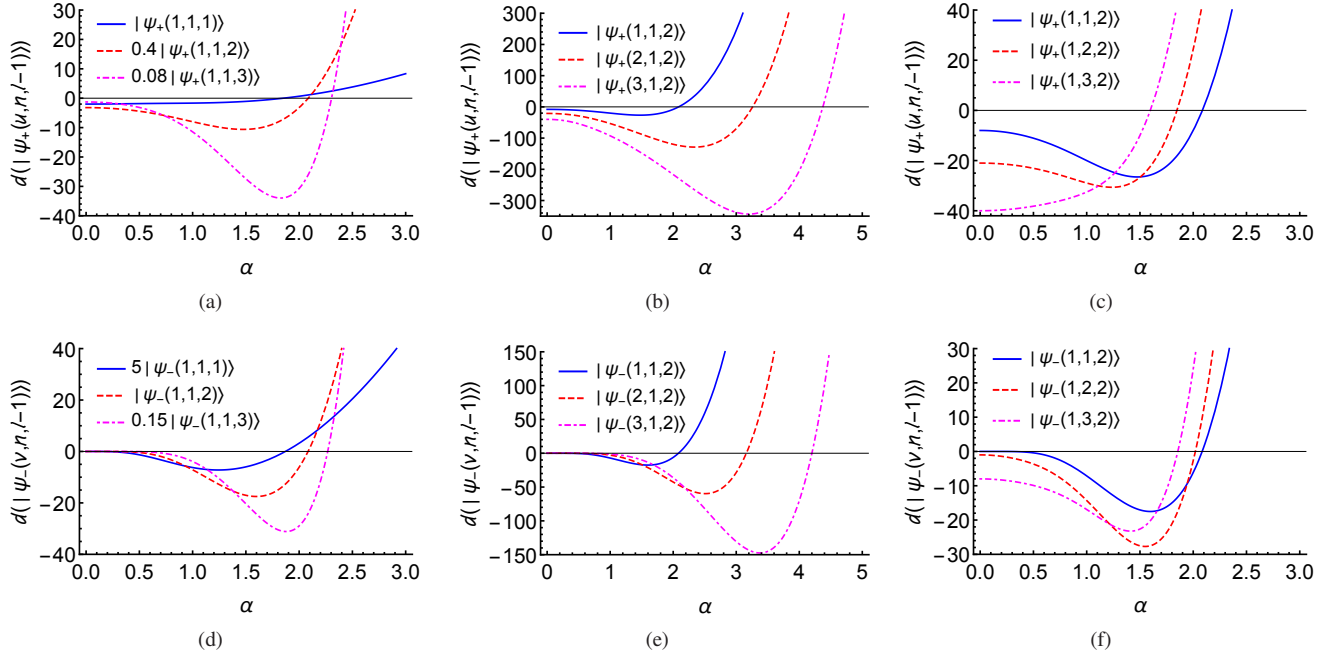 30
20
10
0
−10
−20
−30
−40
| ψ+(1,1,1)⟩
0.4 | ψ+(1,1,2)⟩
0.08 | ψ+(1,1,3)⟩
d( | ψ+(u,n,l−1)⟩)
0.0 0.5 1.0 1.5 2.0 2.5 3.0
α
(a)
300
200
100
0
−100
−200
−300
| ψ+(1,1,2)⟩
| ψ+(2,1,2)⟩
| ψ+(3,1,2)⟩
d( | ψ+(u,n,l−1)⟩)
0 1 2 3 4 5
α
(b)
40
20
0
−20
−40
| ψ+(1,1,2)⟩
| ψ+(1,2,2)⟩
| ψ+(1,3,2)⟩
d( | ψ+(u,n,l−1)⟩)
0.0 0.5 1.0 1.5 2.0 2.5 3.0
α
(c)
40
20
0
−20
−40
5 | ψ−(1,1,1)⟩
| ψ−(1,1,2)⟩
0.15 | ψ−(1,1,3)⟩
d( | ψ−(v,n,l−1)⟩)
0.0 0.5 1.0 1.5 2.0 2.5 3.0
α
(d)
150
100
50
0
−50
−100
−150
| ψ−(1,1,2)⟩
| ψ−(2,1,2)⟩
| ψ−(3,1,2)⟩
d( | ψ−(v,n,l−1)⟩)
0 1 2 3 4 5
α
(e)
30
20
10
0
−10
−20
−30
| ψ−(1,1,2)⟩
| ψ−(1,2,2)⟩
| ψ−(1,3,2)⟩
d( | ψ−(v,n,l−1)⟩)
0.0 0.5 1.0 1.5 2.0 2.5 3.0
α
(f)